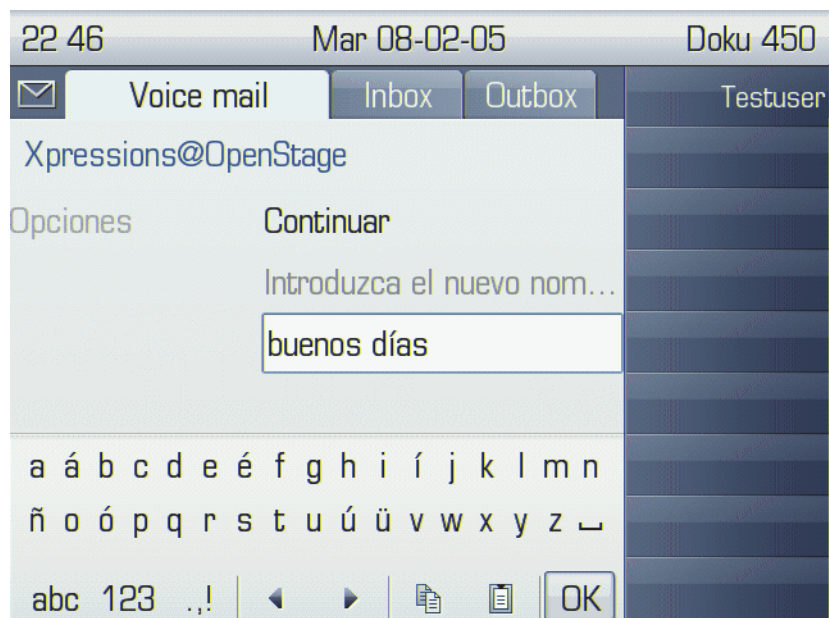 22 46 Mar 08-02-05 Doku 450
Voice mail Inbox Outbox Testuser
Xpressions@OpenStage
Opciones Continuar
Introduzca el nuevo nom...
buenos días
a á b c d e é f g h i í j k l m n
ñ o ó p q r s t u ú ü v w x y z ⎵
abc 123 .,! OK